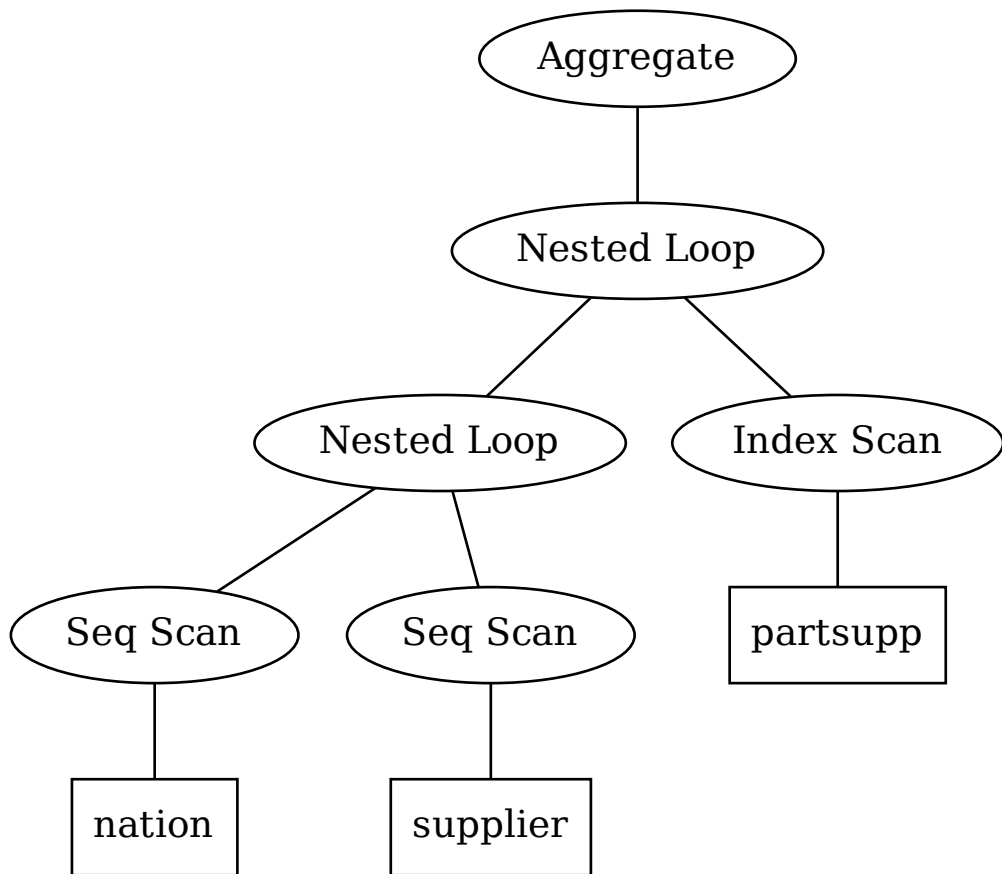 Aggregate
Nested Loop
Nested Loop
Index Scan
Seq Scan
Seq Scan
partsupp
nation
supplier